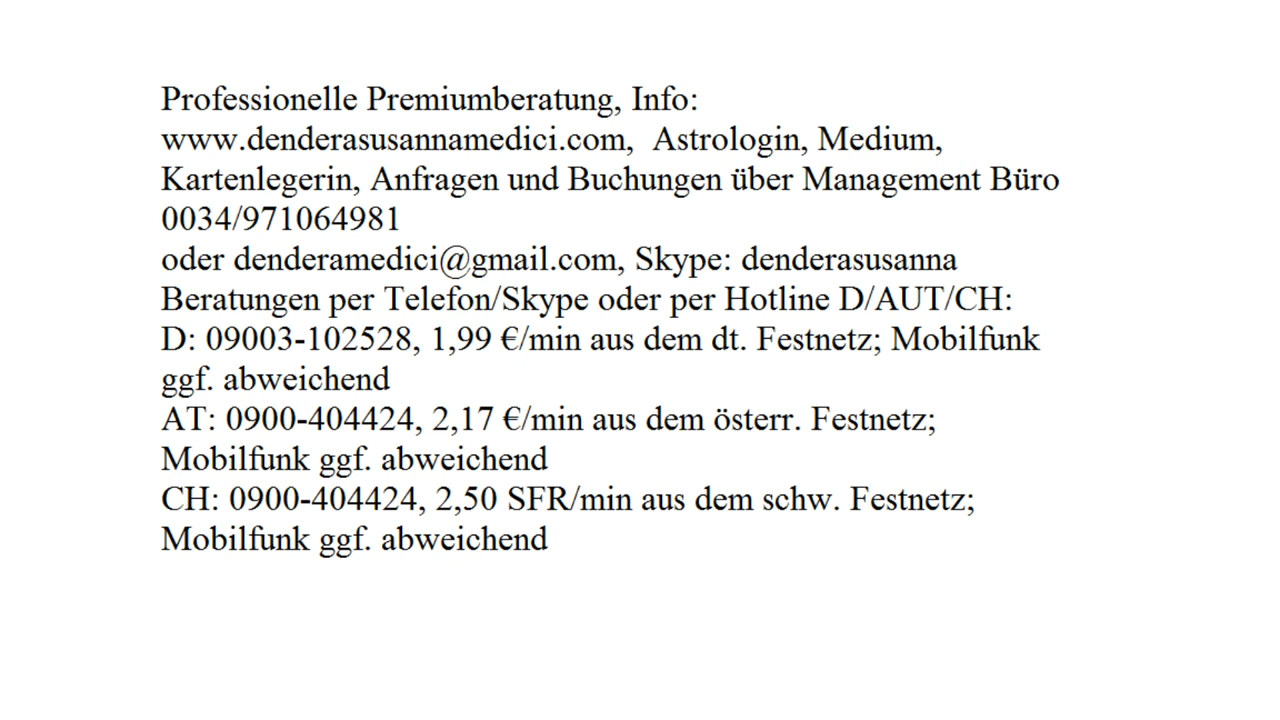 Professionelle Premiumberatung, Info:
www.denderasusannamedici.com,  Astrologin, Medium,
Kartenlegerin, Anfragen und Buchungen über Management Büro
0034/971064981
oder denderamedici@gmail.com, Skype: denderasusanna
Beratungen per Telefon/Skype oder per Hotline D/AUT/CH:
D: 09003-102528, 1,99 €/min aus dem dt. Festnetz; Mobilfunk
ggf. abweichend
AT: 0900-404424, 2,17 €/min aus dem österr. Festnetz;
Mobilfunk ggf. abweichend
CH: 0900-404424, 2,50 SFR/min aus dem schw. Festnetz;
Mobilfunk ggf. abweichend